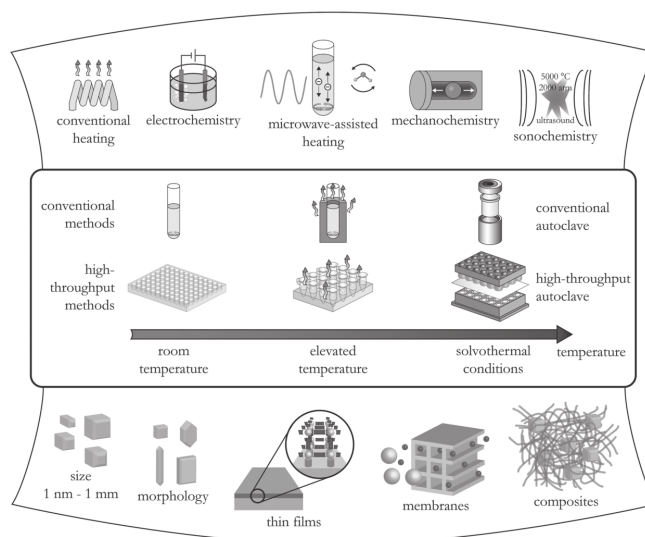 5000 °C
2000 atm
ultrasound
conventional
heating
electrochemistry
microwave-assisted
heating
mechanochemistry
sonochemistry
conventional
methods
conventional
autoclave
high-
throughput
methods
high-throughput
autoclave
room
temperature
elevated
temperature
solvothermal
conditions
temperature
size
1 nm - 1 mm
morphology
thin films
membranes
composites